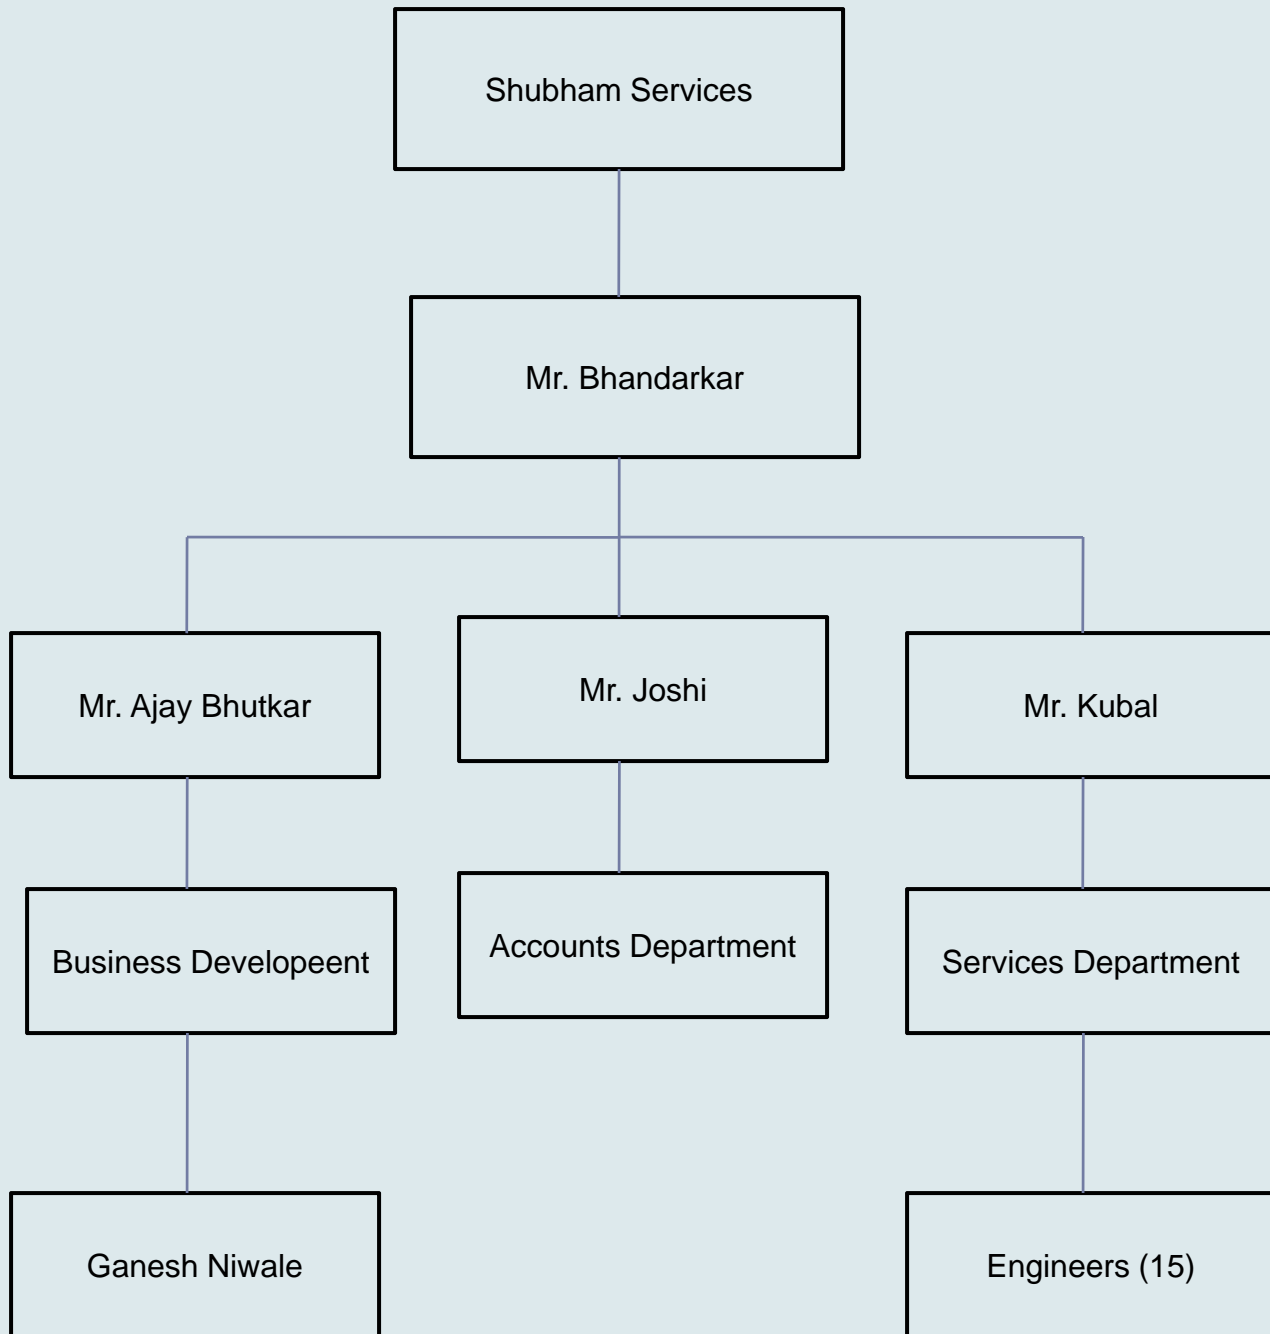 Shubham Services
Mr. Bhandarkar
Mr. Ajay Bhutkar
Mr. Joshi
Mr. Kubal
Business Developeent
Accounts Department
Services Department
Ganesh Niwale
Engineers (15)